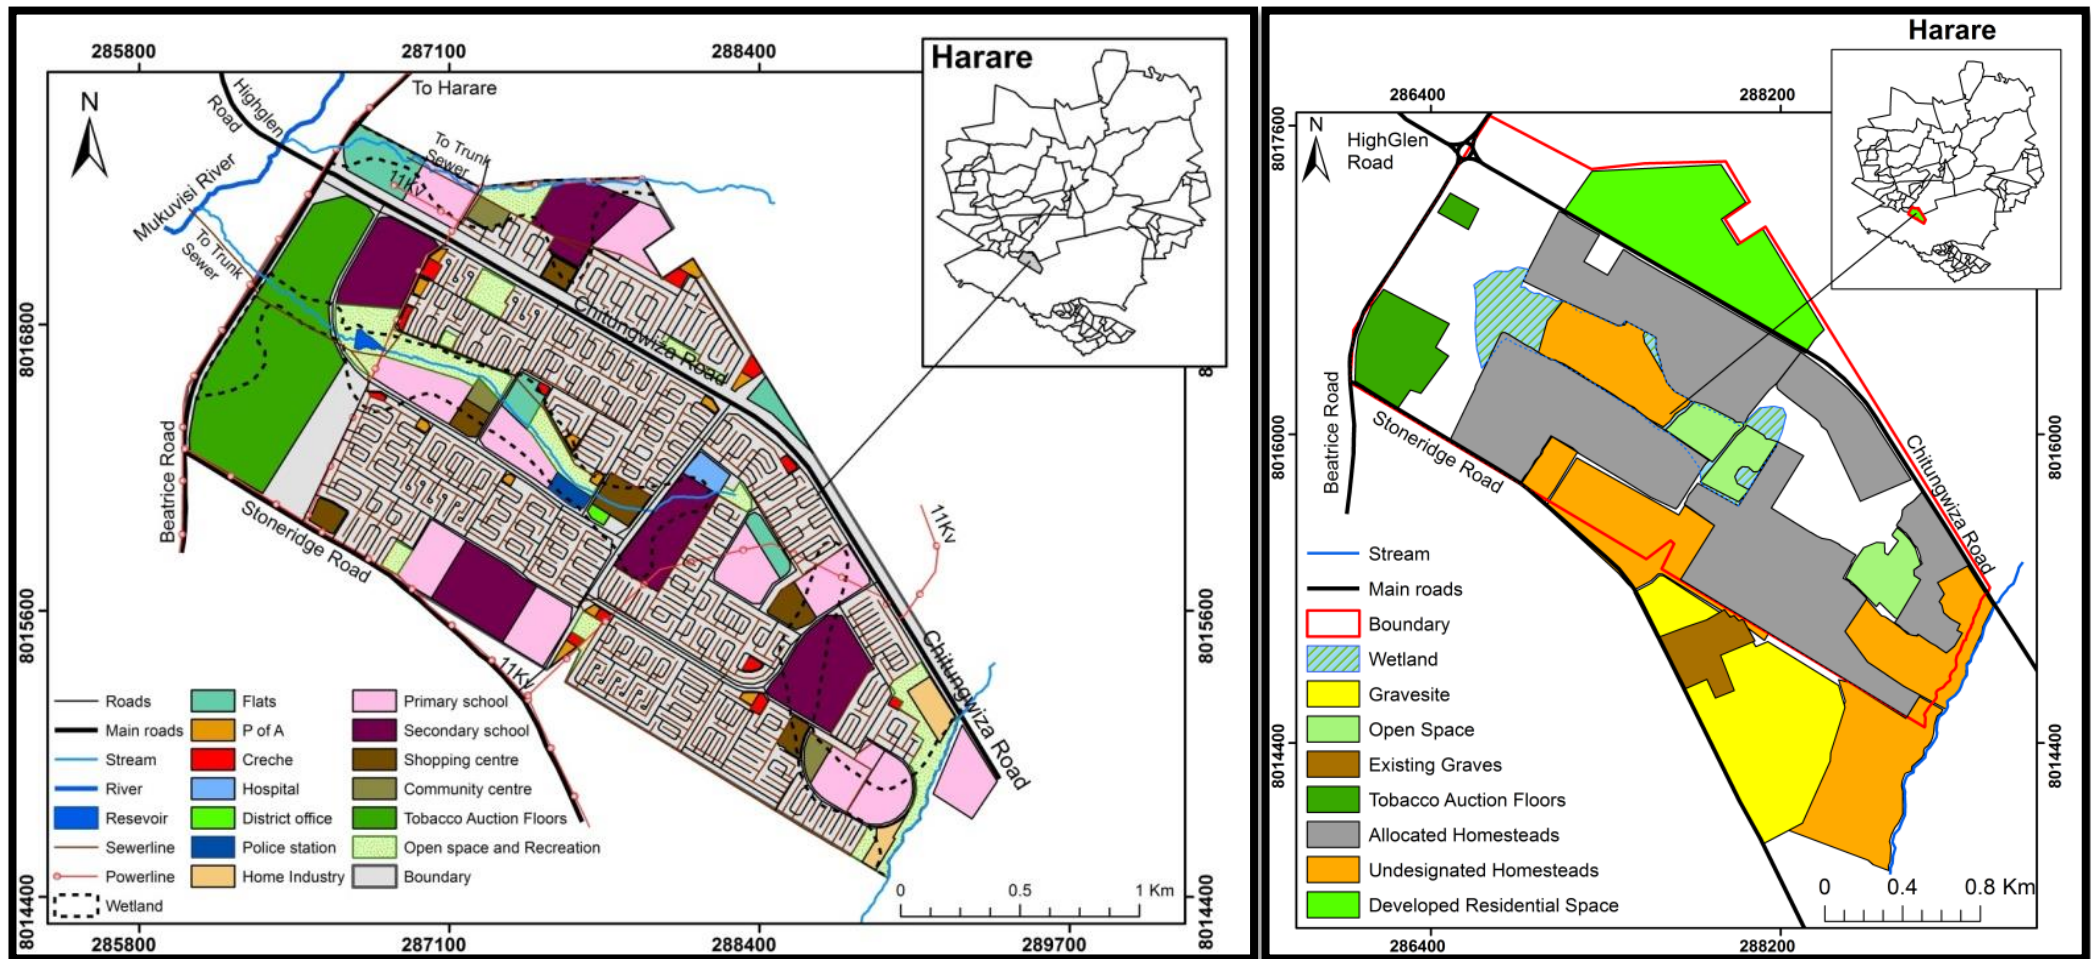 285800
287100
288400
Harare
N
Highglen
Road
To Harare
To Trunk
Sewer
11Kv
Mukuvisi River
To Trunk
Sewer
8016800
8
Chitungwiza Road
Beatrice Road
Stoneridge Road
11Kv
8015600
8015600
11Kv
Chitungwiza Road
Roads
Main roads
Stream
River
Resevoir
Sewerline
Powerline
Wetland
Flats
P of A
Creche
Hospital
District office
Police station
Home Industry
Primary school
Secondary school
Shopping centre
Community centre
Tobacco Auction Floors
Open space and Recreation
Boundary
0 0.5 1 Km
8014400
8014400
285800
287100
288400
289700
Harare
286400
288200
8017600
N
HighGlen
Road
Beatrice Road
Stoneridge Road
Chitungwiza Road
8016000
8016000
Stream
Main roads
Boundary
Wetland
Gravesite
Open Space
Existing Graves
Tobacco Auction Floors
Allocated Homesteads
Undesignated Homesteads
Developed Residential Space
8014400
8014400
0 0.4 0.8 Km
286400
288200